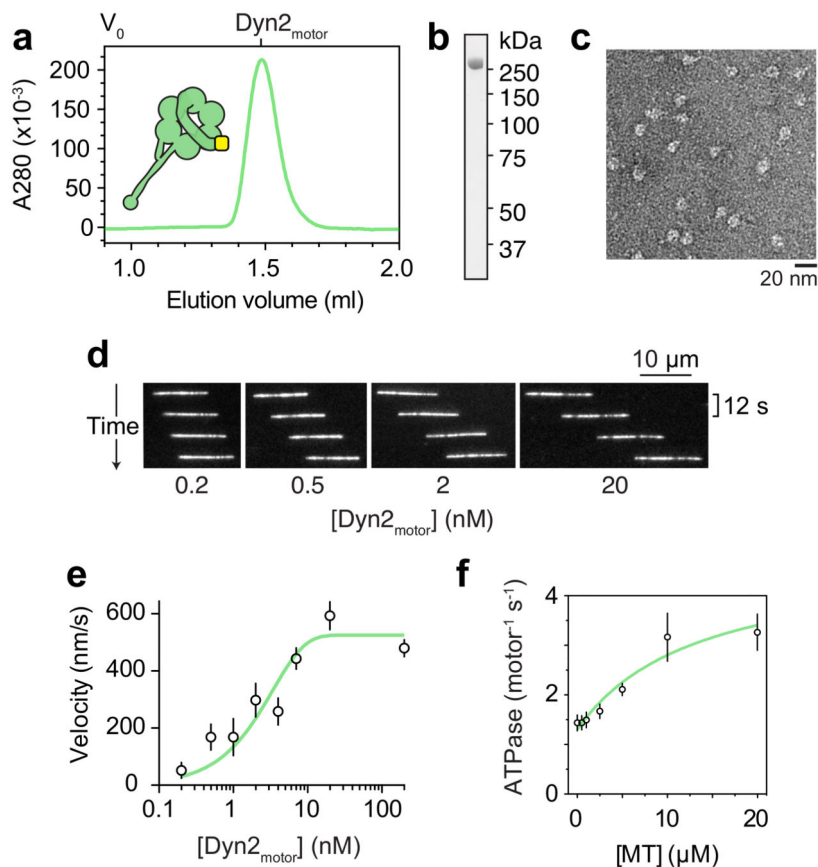 a
V0
Dyn2motor
A280 (x10-3)
200
150
100
50
0
1.0
1.5
2.0
Elution volume (ml)
b
kDa
250
150
100
75
50
37
c
20 nm
d
10 µm
Time
12 s
0.2
0.5
2
20
[Dyn2motor] (nM)
e
Velocity (nm/s)
600
400
200
0
0.1
1
10
100
[Dyn2motor] (nM)
f
ATPase (motor-1 s-1)
4
2
0
0
10
20
[MT] (µM)